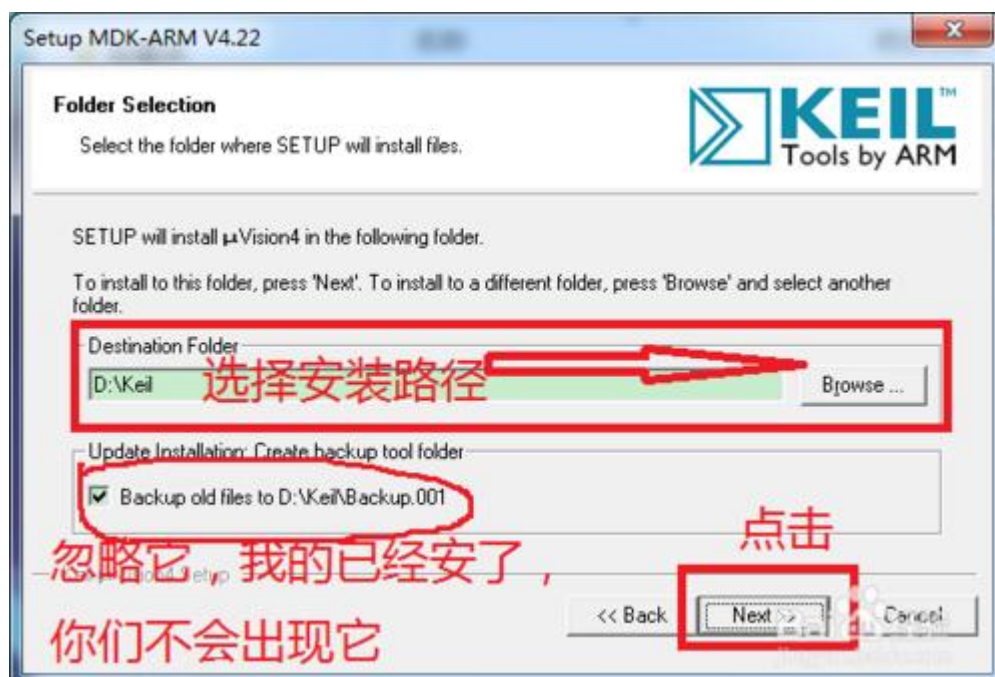 Setup MDK-ARM V4.22
Folder Selection
Select the folder where SETUP will install files.
KEIL™
Tools by ARM
SETUP will install µVision4 in the following folder.
To install to this folder, press 'Next'. To install to a different folder, press 'Browse' and select another
folder.
Destination Folder
D:\Keil
选择安装路径
Browse ...
Update Installation: Create backup tool folder
Backup old files to D:\Keil\Backup.001
点击
忽略它，我的已经安了，
Setup
你们不会出现它
<< Back
Next >>
Cancel